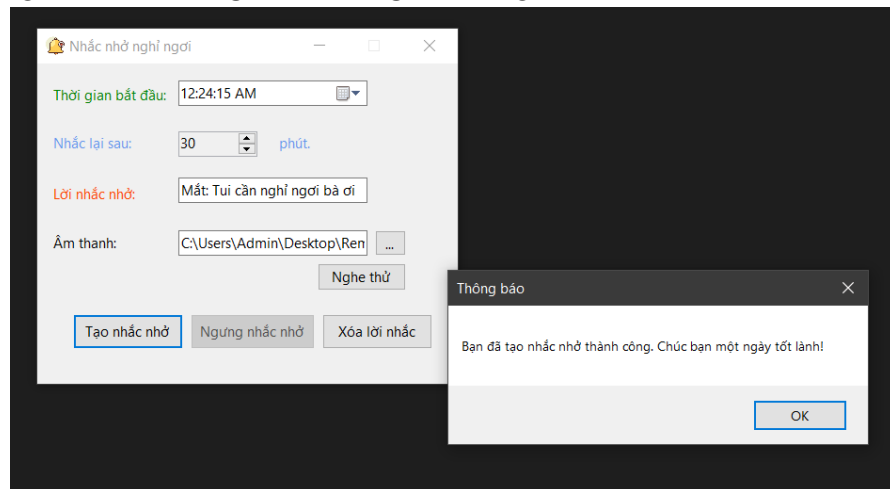 Nhắc nhở nghỉ ngơi
Thời gian bắt đầu: 12:24:15 AM
Nhắc lại sau: 30 phút.
Lời nhắc nhở: Mắt: Tui cần nghỉ ngơi bà ơi
Âm thanh: C:\Users\Admin\Desktop\Ren ...
Nghe thử
Tạo nhắc nhở Ngưng nhắc nhở Xóa lời nhắc
Thông báo
Bạn đã tạo nhắc nhở thành công. Chúc bạn một ngày tốt lành!
OK